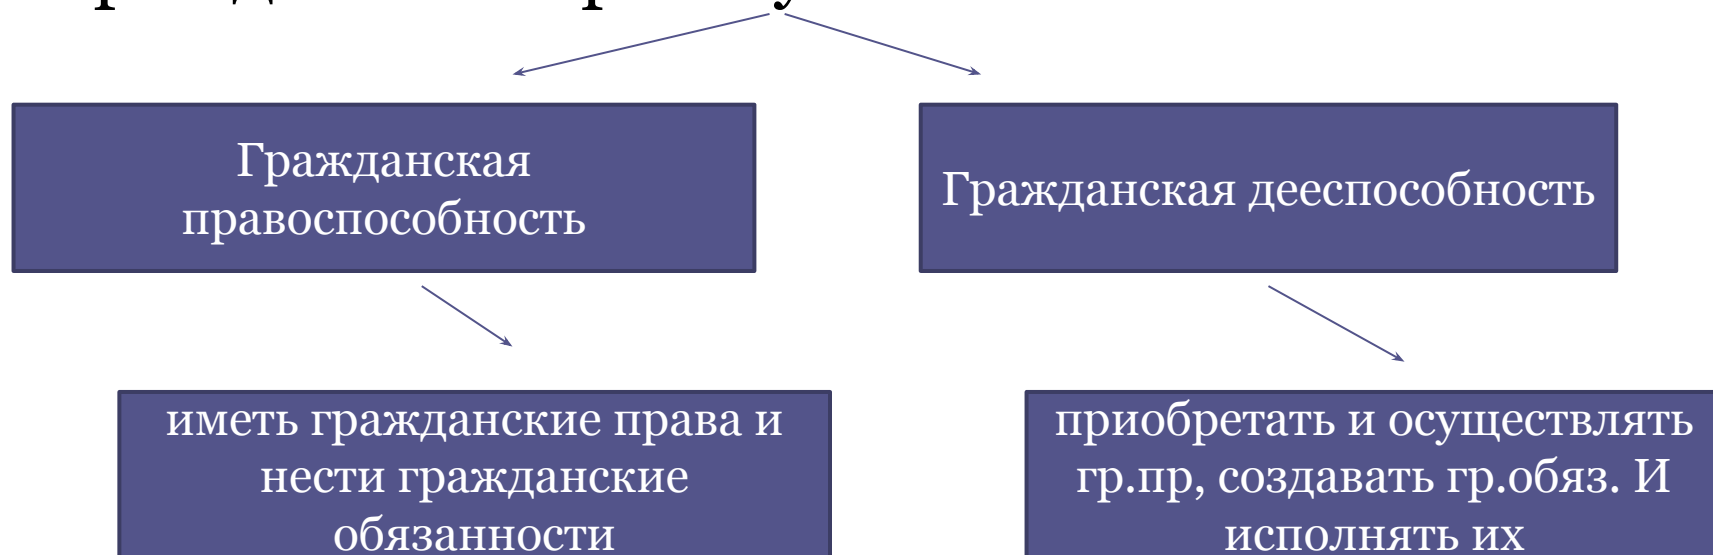 Гражданская
правоспособность
Гражданская дееспособность
иметь гражданские права и
нести гражданские
обязанности
приобретать и осуществлять
гр.пр, создавать гр.обяз. И
исполнять их